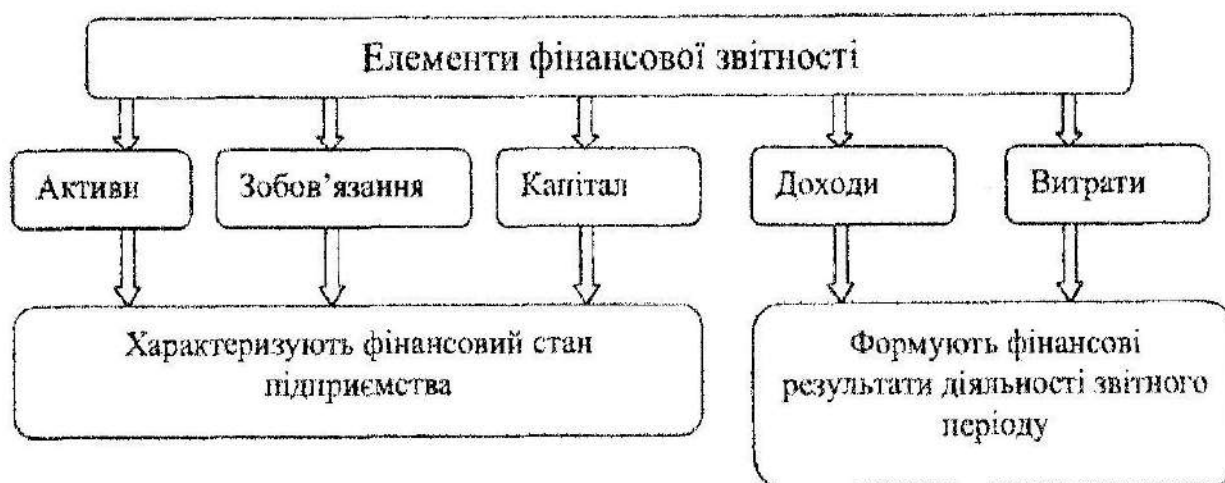 Елементи фінансової звітності
Активи
Зобов'язання
Капітал
Доходи
Витрати
Характеризують фінансовий стан
підприємства
Формують фінансові
результати діяльності звітного
періоду